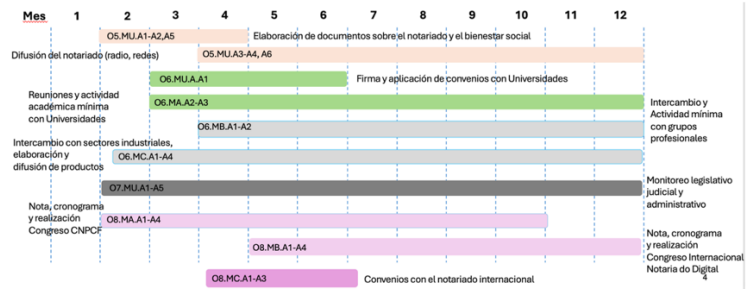 Mes 1 2 3 4 5 6 7 8 9 10 11 12
O5.MU.A1-A2,A5 Elaboración de documentos sobre el notariado y el bienestar social
Difusión del notariado (radio, redes) O5.MU.A3-A4, A6
O6.MU.A.A1 Firma y aplicación de convenios con Universidades
Reuniones y actividad
académica mínima
con Universidades
O6.MA.A2-A3
Intercambio y
Actividad mínima
con grupos
profesionales
O6.MB.A1-A2
Intercambio con sectores industriales,
elaboración y
difusión de productos
O6.MC.A1-A4
O7.MU.A1-A5
Monitoreo legislativo
judicial y
administrativo
Nota, cronograma
y realización
Congreso CNPCF
O8.MA.A1-A4
O8.MB.A1-A4
Nota, cronograma
y realización
Congreso Internacional
Notaria do Digital
O8.MC.A1-A3 Convenios con el notariado internacional
4